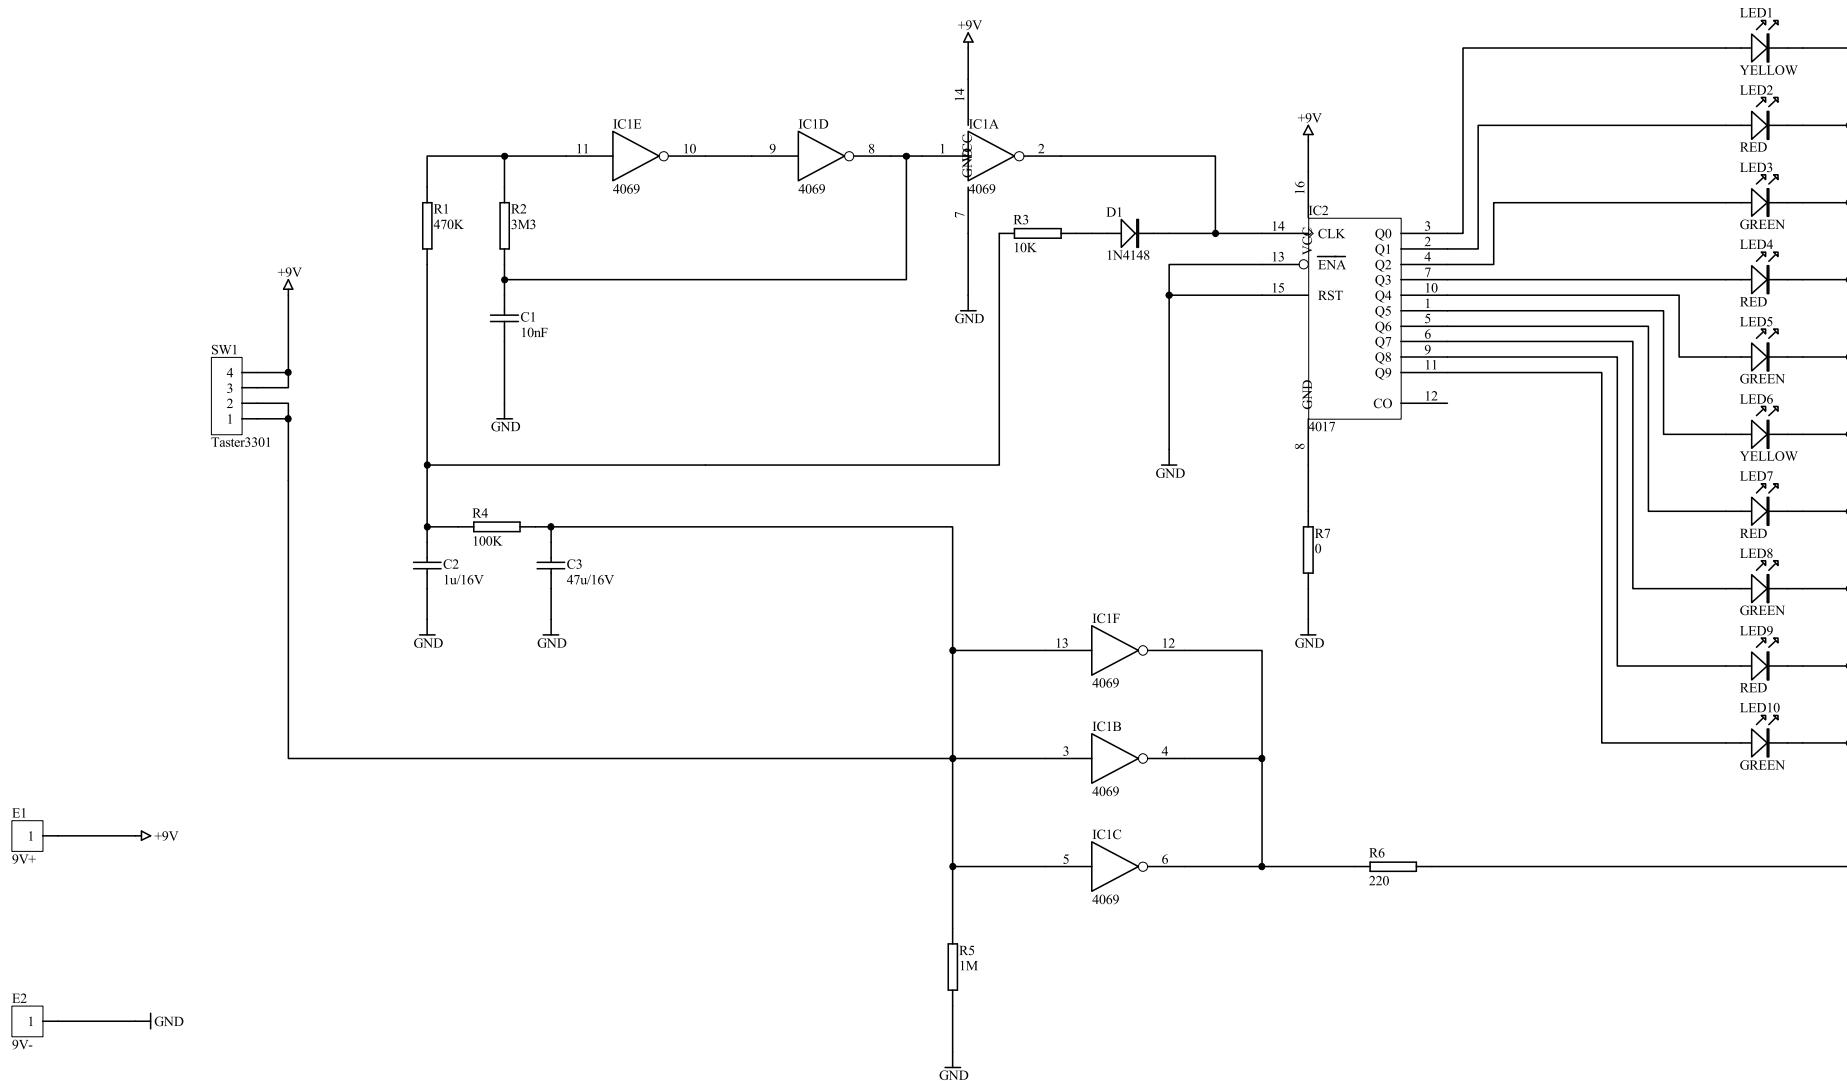 LED1
YELLOW
LED2
RED
LED3
GREEN
LED4
RED
LED5
GREEN
LED6
YELLOW
LED7
RED
LED8
GREEN
LED9
RED
LED10
GREEN
+9V
14
IC1E
11
10
4069
IC1D
9
8
4069
IC1A
1
VCC
GND
2
4069
7
GND
R1
470K
R2
3M3
C1
10nF
GND
R3
10K
D1
1N4148
+9V
16
IC2
14
CLK
VCC
13
ENA
15
RST
GND
Q0
3
Q1
2
Q2
4
Q3
7
Q4
10
Q5
1
Q6
5
Q7
6
Q8
9
Q9
11
CO
12
4017
8
GND
R7
0
GND
+9V
SW1
4
3
2
1
Taster3301
R4
100K
C2
1u/16V
GND
C3
47u/16V
GND
IC1F
13
12
4069
IC1B
3
4
4069
IC1C
5
6
4069
R6
220
R5
1M
GND
E1
1
+9V
9V+
E2
1
GND
9V-